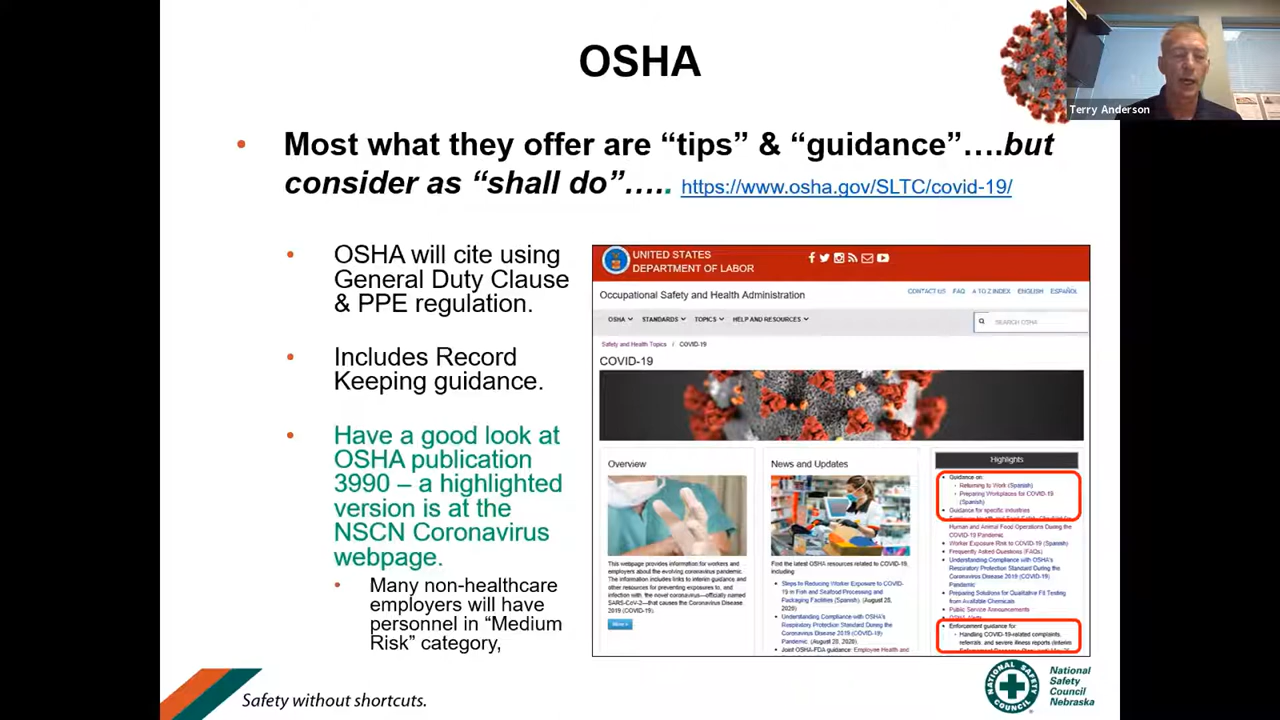 OSHA
Terry Anderson
• Most what they offer are “tips” & “guidance”….but
consider as “shall do”….. https://www.osha.gov/SLTC/covid-19/
• OSHA will cite using
General Duty Clause
& PPE regulation.
• Includes Record
Keeping guidance.
• Have a good look at
OSHA publication
3990 – a highlighted
version is at the
NSCN Coronavirus
webpage.
• Many non-healthcare
employers will have
personnel in “Medium
Risk” category,
UNITED STATES
DEPARTMENT OF LABOR
Occupational Safety and Health Administration
CONTACT US FAQ A TO Z INDEX ENGLISH ESPAÑOL
OSHA STANDARDS TOPICS HELP AND RESOURCES
SEARCH OSHA
Safety and Health Topics / COVID-19
COVID-19
Overview
This webpage provides information for workers and
employers about the evolving coronavirus pandemic.
The information includes links to interim guidance and
other resources for preventing exposures to, and
infection with, the novel coronavirus—officially named
SARS-CoV-2—that causes the Coronavirus Disease
2019 (COVID-19).
News and Updates
Find the latest OSHA resources related to COVID-19,
including
• Steps to Reducing Worker Exposure to COVID-
19 in Fish and Seafood Processing and
Packaging Facilities (Spanish). (August 25,
2020)
• Understanding Compliance with OSHA's
Respiratory Protection Standard During the
Coronavirus Disease 2019 (COVID-19)
Pandemic (August 20, 2020)
• Joint OSHA-FDA guidance: Employee Health and
Highlights
• Guidance on:
◦ Returning to Work (Spanish)
◦ Preparing Workplaces for COVID-19
(Spanish)
• Guidance for specific industries
Human and Animal Food Operations During the
COVID-19 Pandemic
• Worker Exposure Risk to COVID-19 (Spanish)
• Frequently Asked Questions (FAQs)
• Understanding Compliance with OSHA's
Respiratory Protection Standard During the
Coronavirus Disease 2019 (COVID-19)
Pandemic
• Preparing Solutions for Qualitative Fit Testing
from Available Chemicals
• Public Service Announcements
• Enforcement guidance for:
◦ Handling COVID-19-related complaints,
referrals, and severe illness reports (Interim
Safety without shortcuts.
NATIONAL SAFETY COUNCIL
National
Safety
Council
Nebraska